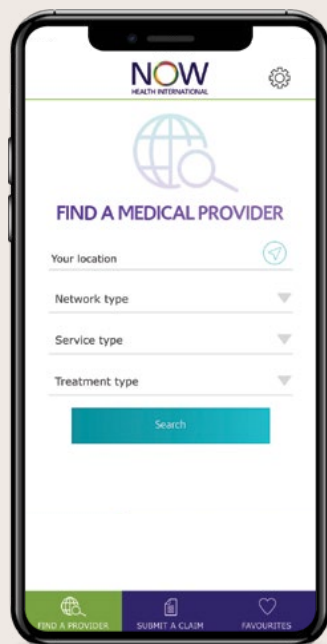 NOW
HEALTH INTERNATIONAL
FIND A MEDICAL PROVIDER
Your location
Network type
Service type
Treatment type
Search
FIND A PROVIDER
SUBMIT A CLAIM
FAVOURITES